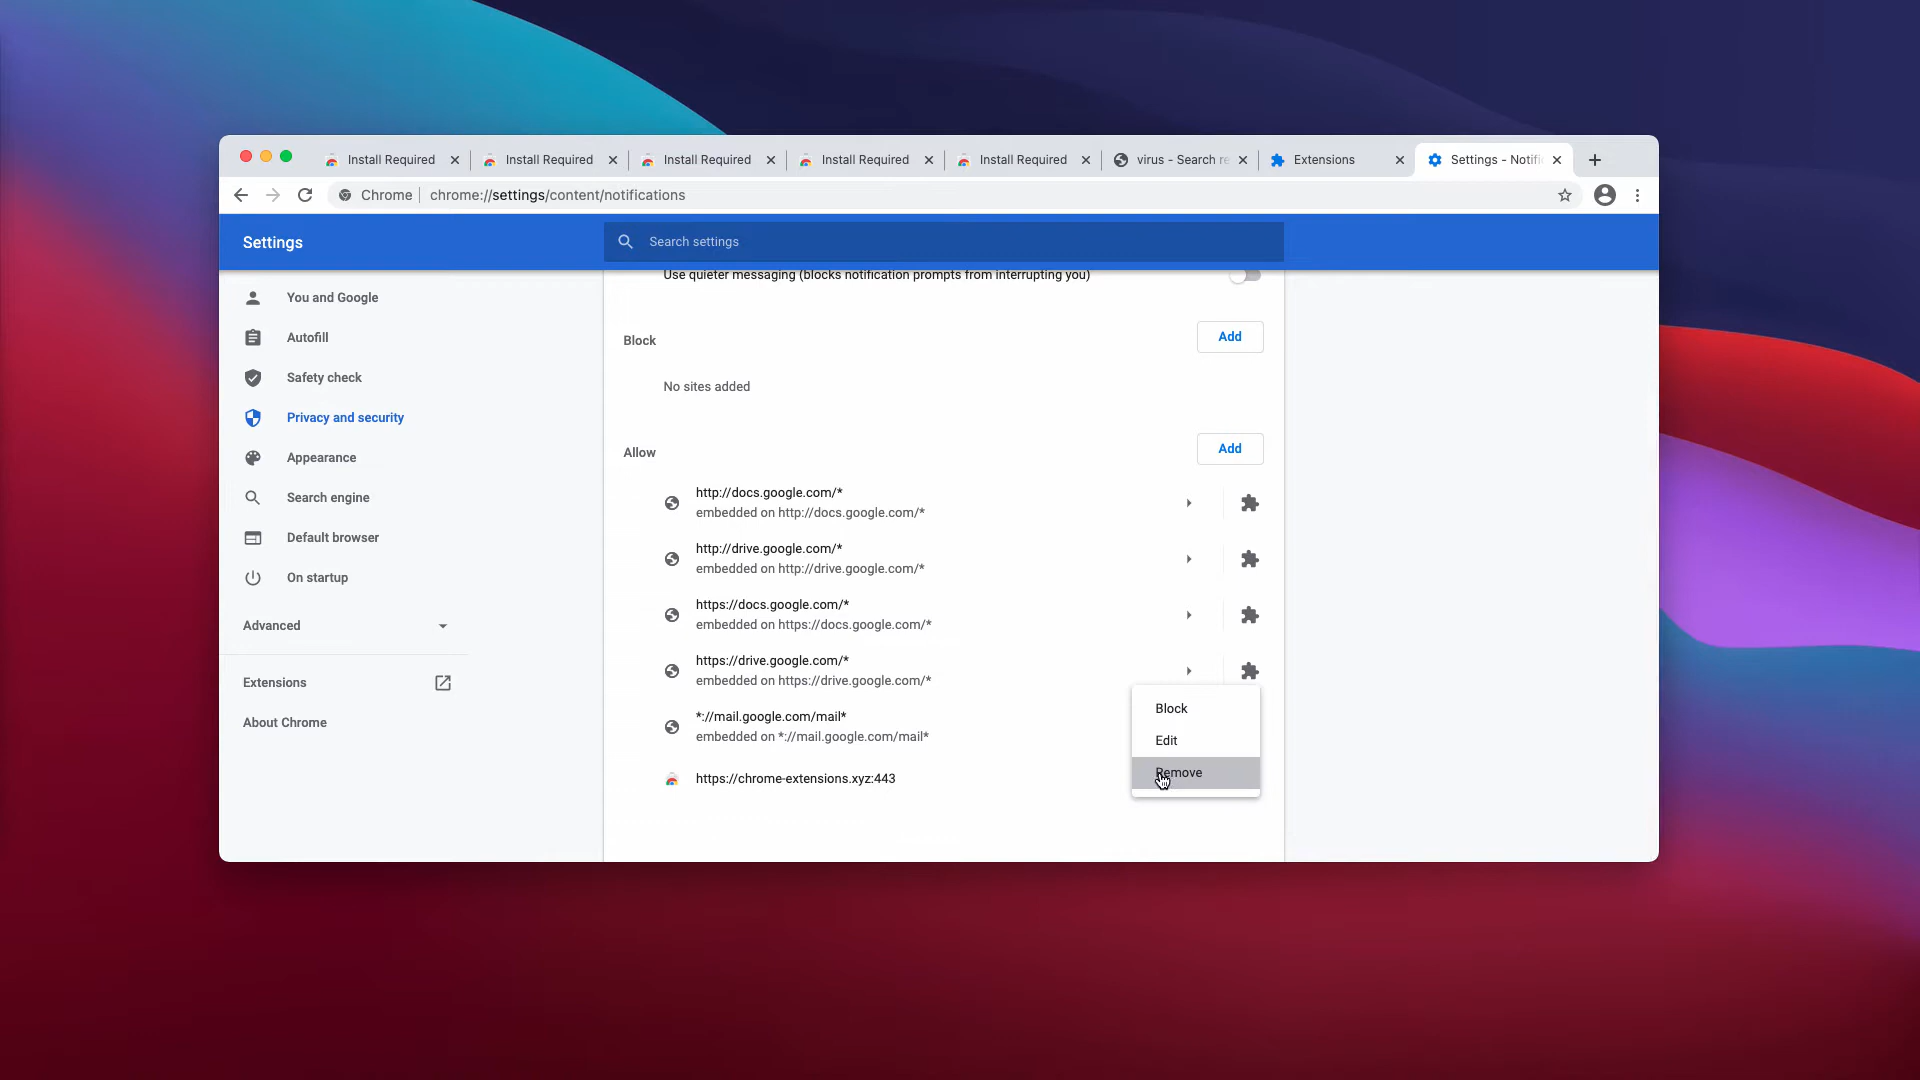 Install Required
Install Required
Install Required
Install Required
Install Required
virus - Search re
Extensions
Settings - Notifi
Chrome
chrome://settings/content/notifications
Settings
Search settings
You and Google
Autofill
Safety check
Privacy and security
Appearance
Search engine
Default browser
On startup
Advanced
Extensions
About Chrome
Use quieter messaging (blocks notification prompts from interrupting you)
Block
Add
No sites added
Allow
Add
http://docs.google.com/*
embedded on http://docs.google.com/*
http://drive.google.com/*
embedded on http://drive.google.com/*
https://docs.google.com/*
embedded on https://docs.google.com/*
https://drive.google.com/*
embedded on https://drive.google.com/*
*://mail.google.com/mail*
embedded on *://mail.google.com/mail*
https://chrome-extensions.xyz:443
Block
Edit
Remove